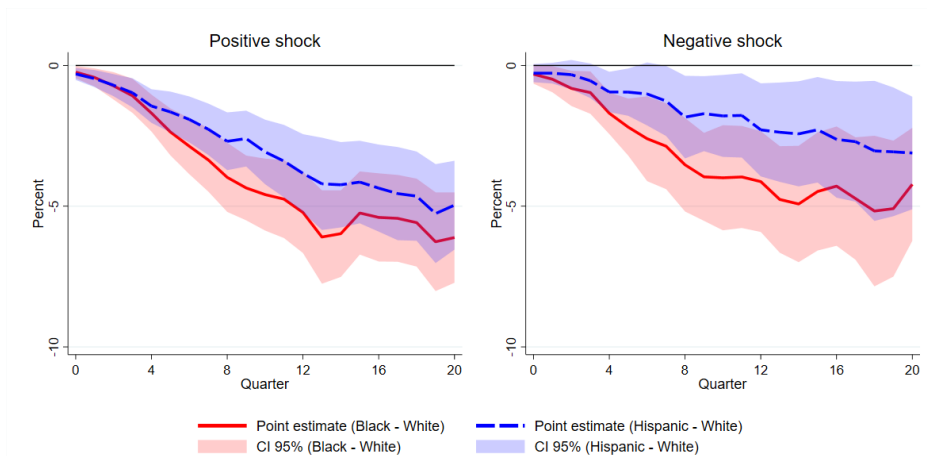 Positive shock
0
-5
-10
Percent
0 4 8 12 16 20
Quarter
Negative shock
0
-5
-10
Percent
0 4 8 12 16 20
Quarter
Point estimate (Black - White) Point estimate (Hispanic - White)
CI 95% (Black - White) CI 95% (Hispanic - White)